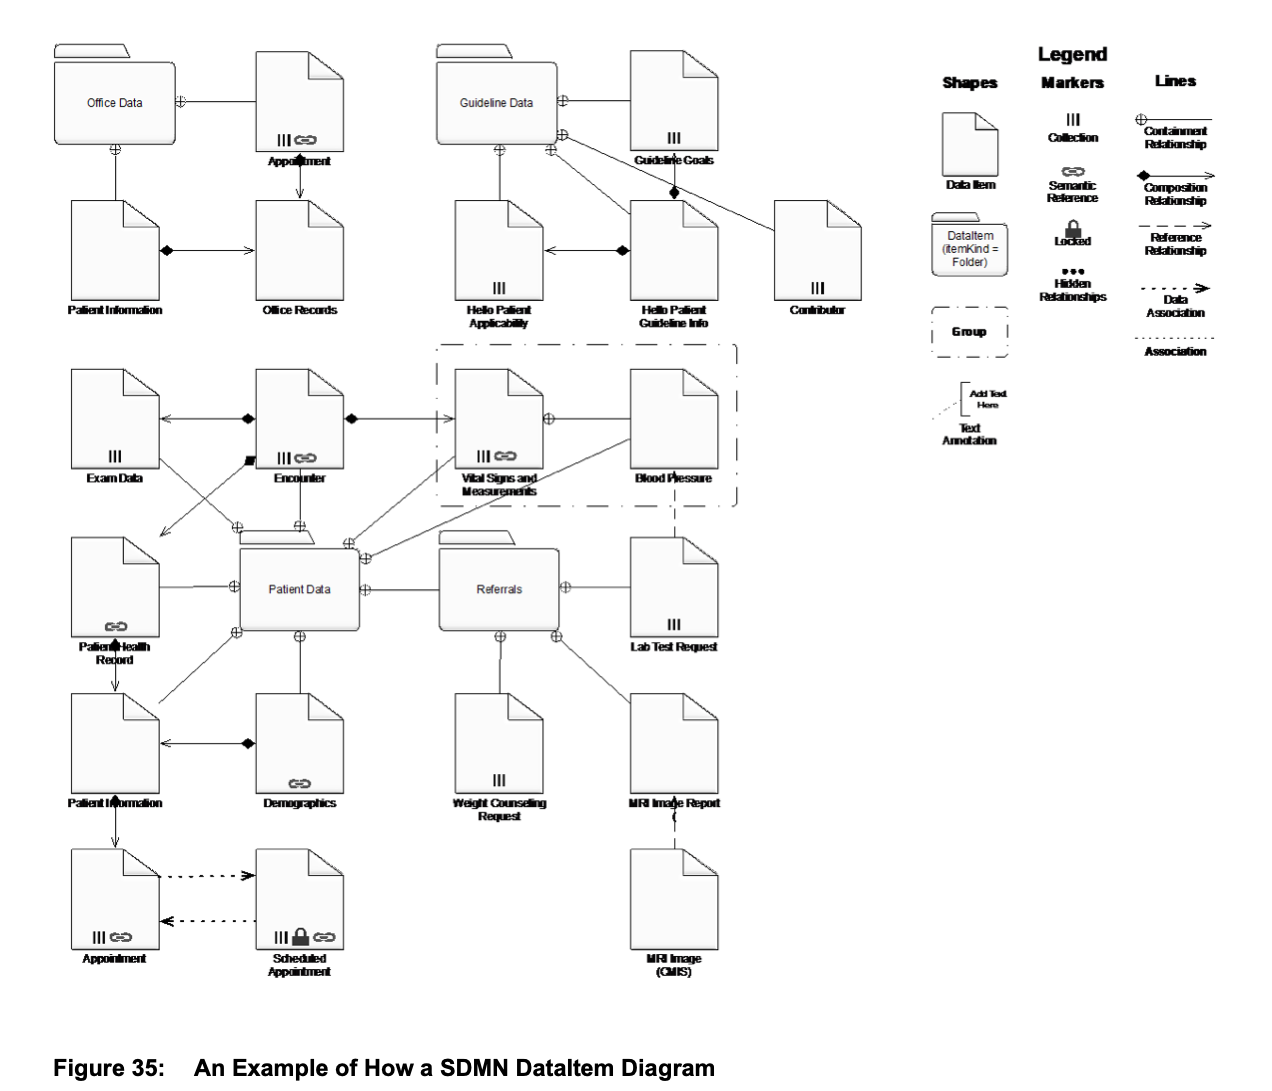 Office Data
Appointment
Guideline Data
Guideline Goals
Patient Information
Office Records
Hello Patient
Applicability
Hello Patient
Guideline Info
Contributor
Exam Data
Encounter
Vital Signs and
Measurements
Blood Pressure
Patient Health
Record
Patient Data
Referrals
Lab Test Request
Patient Information
Demographics
Weight Counseling
Request
MRI Image Report
(
Appointment
Scheduled
Appointment
MRI Image
(CMIS)
Legend
Shapes
Markers
Lines
Data Item
DataItem
(itemKind =
Folder)
Group
Add Text
Here
Text
Annotation
Collection
Semantic
Reference
Locked
Hidden
Relationships
Containment
Relationship
Composition
Relationship
Reference
Relationship
Data
Association
Association
Figure 35: An Example of How a SDMN DataItem Diagram